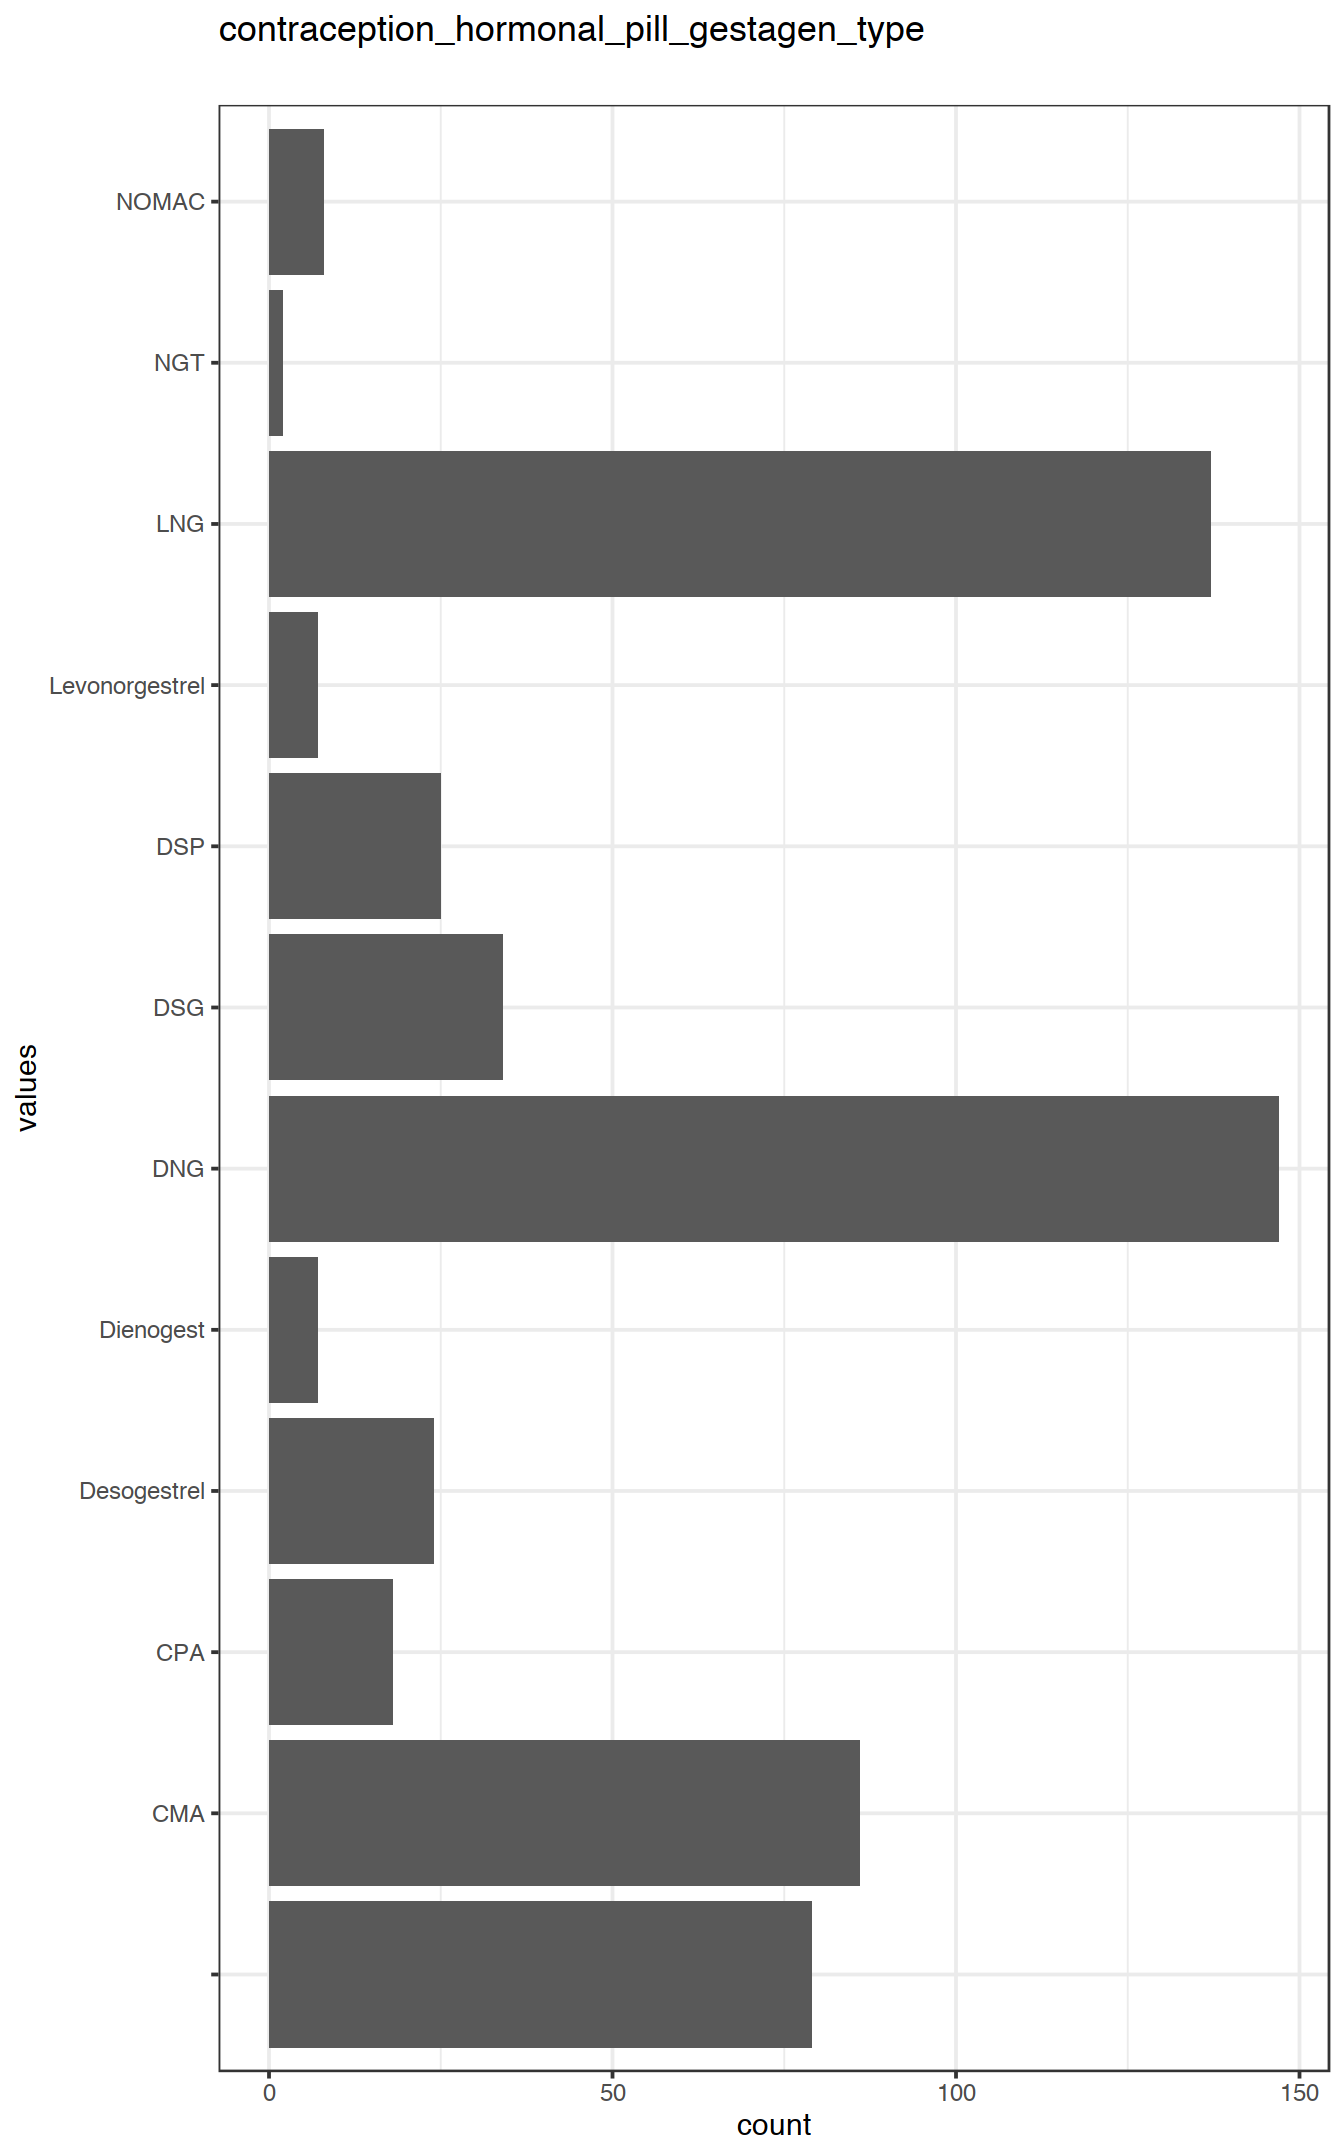 contraception_hormonal_pill_gestagen_type
NOMAC
NGT
LNG
Levonorgestrel
DSP
DSG
values
DNG
Dienogest
Desogestrel
CPA
CMA
0 50 100 150
count